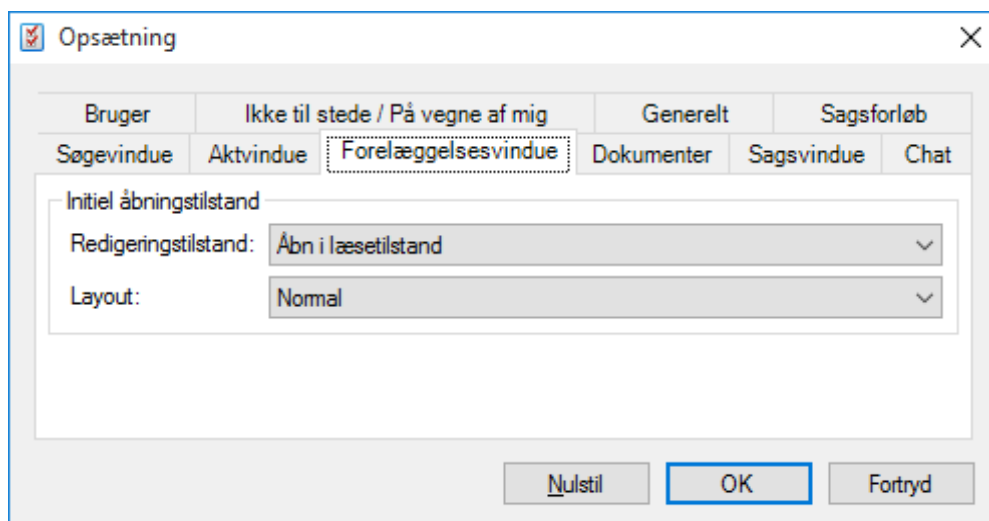 Opsætning
Bruger Ikke til stede / På vegne af mig Generelt Sagsforløb
Søgevindue Aktvindue Forelæggelsesvindue Dokumenter Sagsvindue Chat
Initiel åbningstilstand
Redigeringstilstand: Åbn i læsetilstand
Layout: Normal
Nulstil OK Fortryd